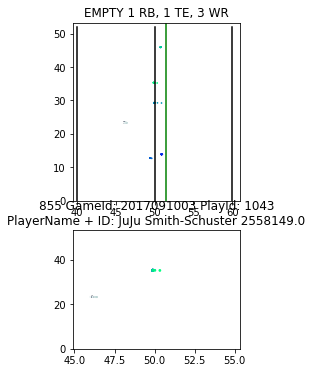 EMPTY 1 RB, 1 TE, 3 WR
50
40
30
20
10
0
40 45 50 55 60
855 GameId: 2017091003 PlayId: 1043
PlayerName + ID: JuJu Smith-Schuster 2558149.0
40
20
0
45.0 47.5 50.0 52.5 55.0